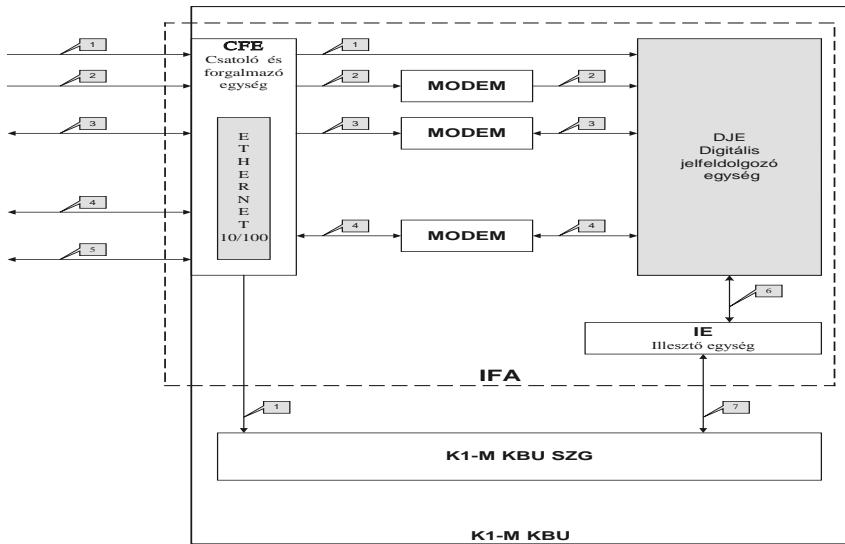 1
2
3
4
5
CFE
Csatoló és
forgalmazó
egység
E
T
H
E
R
N
E
T
10/100
1
2
3
4
MODEM
MODEM
MODEM
2
3
4
DJE
Digitális
jelfeldolgozó
egység
6
IE
Illesztő egység
IFA
1
7
K1-M KBU SZG
K1-M KBU